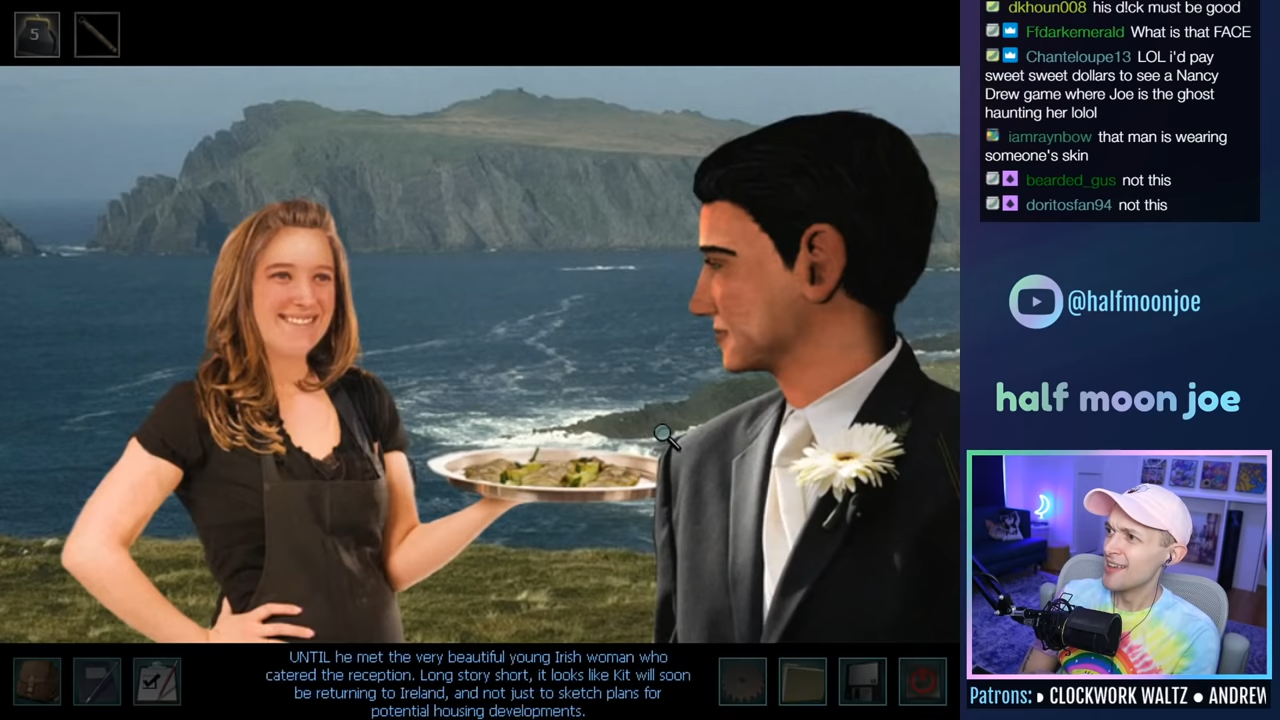 5
UNTIL he met the very beautiful young Irish woman who
catered the reception. Long story short, it looks like Kit will soon
be returning to Ireland, and not just to sketch plans for
potential housing developments.
dkhoun008 his d!ck must be good
Ffdarkemerald What is that FACE
Chanteloupe13 LOL i'd pay
sweet sweet dollars to see a Nancy
Drew game where Joe is the ghost
haunting her lolol
iamraynbow that man is wearing
someone's skin
bearded_gus not this
doritosfan94 not this
@halfmoonjoe
half moon joe
Patrons: CLOCKWORK WALTZ ● ANDREW